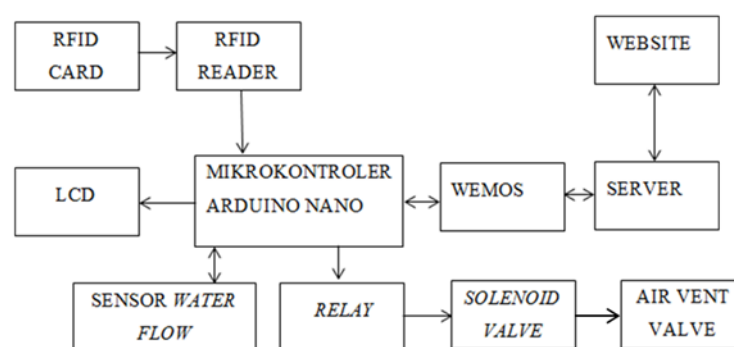 RFID
CARD
RFID
READER
WEBSITE
LCD
MIKROKONTROLER
ARDUINO NANO
WEMOS
SERVER
SENSOR WATER
FLOW
RELAY
SOLENOID
VALVE
AIR VENT
VALVE